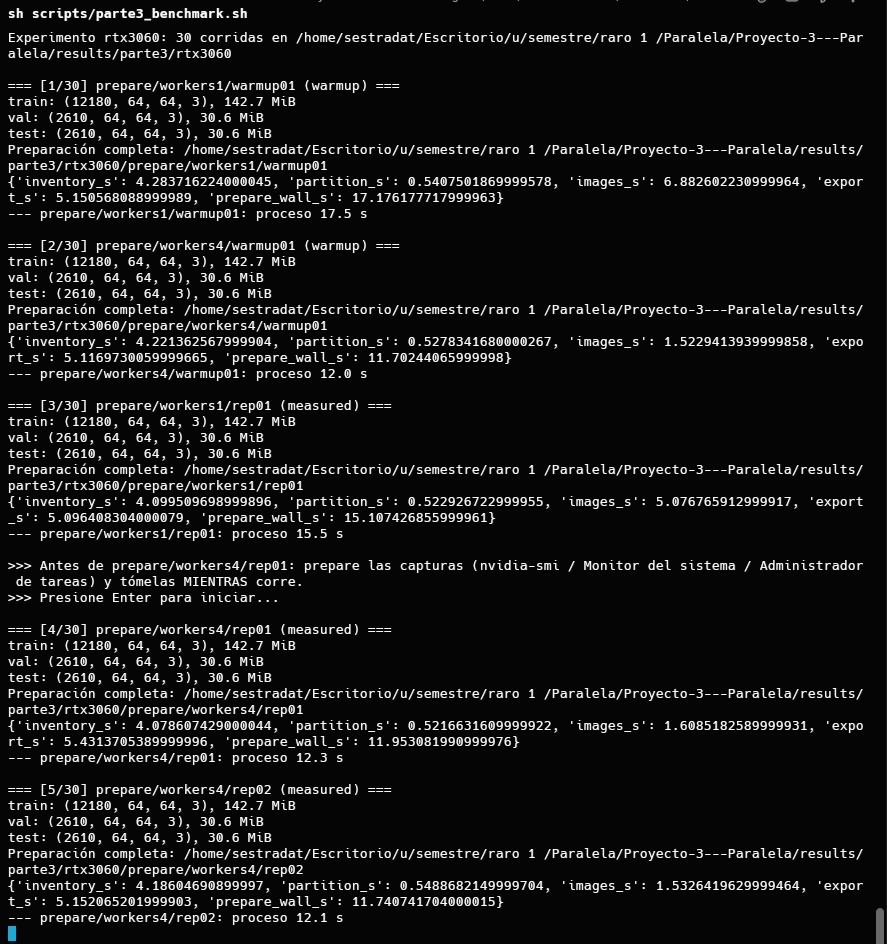 sh scripts/parte3_benchmark.sh
Experimento rtx3060: 30 corridas en /home/sestradat/Escritorio/u/semestre/raro 1 /Paralela/Proyecto-3---Par
alela/results/parte3/rtx3060
=== [1/30] prepare/workers1/warmup01 (warmup) ===
train: (12180, 64, 64, 3), 142.7 MiB
val: (2610, 64, 64, 3), 30.6 MiB
test: (2610, 64, 64, 3), 30.6 MiB
Preparación completa: /home/sestradat/Escritorio/u/semestre/raro 1 /Paralela/Proyecto-3---Paralela/results/
parte3/rtx3060/prepare/workers1/warmup01
{'inventory_s': 4.283716224000045, 'partition_s': 0.5407501869999578, 'images_s': 6.882602230999964, 'expor
t_s': 5.150568088999989, 'prepare_wall_s': 17.176177717999963}
--- prepare/workers1/warmup01: proceso 17.5 s
=== [2/30] prepare/workers4/warmup01 (warmup) ===
train: (12180, 64, 64, 3), 142.7 MiB
val: (2610, 64, 64, 3), 30.6 MiB
test: (2610, 64, 64, 3), 30.6 MiB
Preparación completa: /home/sestradat/Escritorio/u/semestre/raro 1 /Paralela/Proyecto-3---Paralela/results/
parte3/rtx3060/prepare/workers4/warmup01
{'inventory_s': 4.221362567999904, 'partition_s': 0.5278341680000267, 'images_s': 1.5229413939999858, 'expo
rt_s': 5.1169730059999665, 'prepare_wall_s': 11.70244065999998}
--- prepare/workers4/warmup01: proceso 12.0 s
=== [3/30] prepare/workers1/rep01 (measured) ===
train: (12180, 64, 64, 3), 142.7 MiB
val: (2610, 64, 64, 3), 30.6 MiB
test: (2610, 64, 64, 3), 30.6 MiB
Preparación completa: /home/sestradat/Escritorio/u/semestre/raro 1 /Paralela/Proyecto-3---Paralela/results/
parte3/rtx3060/prepare/workers1/rep01
{'inventory_s': 4.099509698999896, 'partition_s': 0.522926722999955, 'images_s': 5.076765912999917, 'export
_s': 5.096408304000079, 'prepare_wall_s': 15.107426855999961}
--- prepare/workers1/rep01: proceso 15.5 s
>>> Antes de prepare/workers4/rep01: prepare las capturas (nvidia-smi / Monitor del sistema / Administrador
de tareas) y tómelas MIENTRAS corre.
>>> Presione Enter para iniciar...
=== [4/30] prepare/workers4/rep01 (measured) ===
train: (12180, 64, 64, 3), 142.7 MiB
val: (2610, 64, 64, 3), 30.6 MiB
test: (2610, 64, 64, 3), 30.6 MiB
Preparación completa: /home/sestradat/Escritorio/u/semestre/raro 1 /Paralela/Proyecto-3---Paralela/results/
parte3/rtx3060/prepare/workers4/rep01
{'inventory_s': 4.078607429000044, 'partition_s': 0.5216631609999922, 'images_s': 1.6085182589999931, 'expo
rt_s': 5.4313705389999996, 'prepare_wall_s': 11.953081990999976}
--- prepare/workers4/rep01: proceso 12.3 s
=== [5/30] prepare/workers4/rep02 (measured) ===
train: (12180, 64, 64, 3), 142.7 MiB
val: (2610, 64, 64, 3), 30.6 MiB
test: (2610, 64, 64, 3), 30.6 MiB
Preparación completa: /home/sestradat/Escritorio/u/semestre/raro 1 /Paralela/Proyecto-3---Paralela/results/
parte3/rtx3060/prepare/workers4/rep02
{'inventory_s': 4.18604690899997, 'partition_s': 0.5488682149999704, 'images_s': 1.5326419629999464, 'expor
t_s': 5.152065201999903, 'prepare_wall_s': 11.740741704000015}
--- prepare/workers4/rep02: proceso 12.1 s